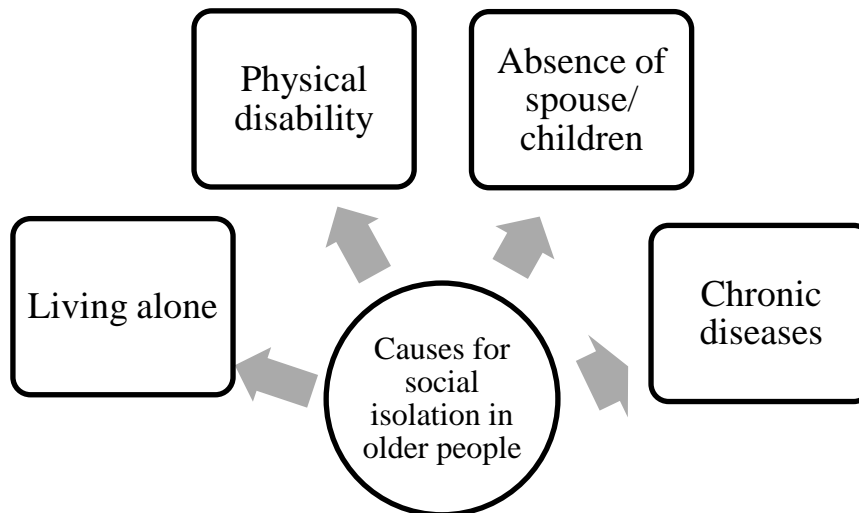 Physical
disability
Absence of
spouse/
children
Living alone
Chronic
diseases
Causes for
social
isolation in
older people